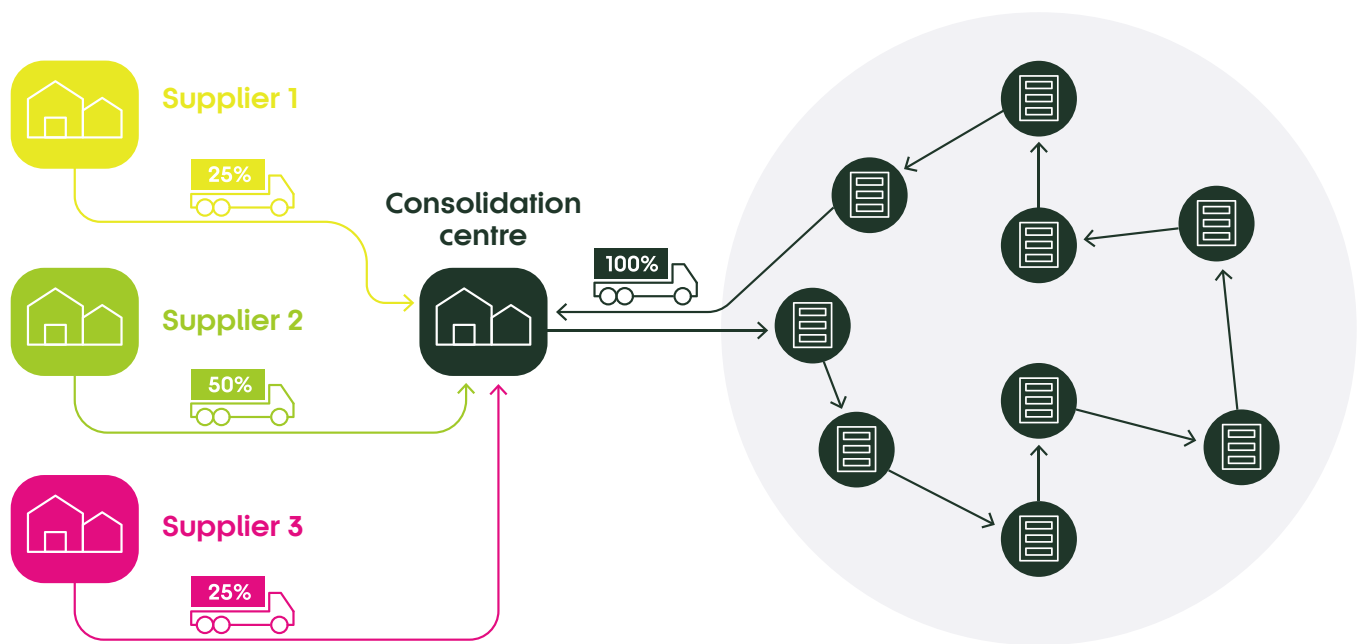 Supplier 1
25%
Consolidation
centre
100%
Supplier 2
50%
Supplier 3
25%